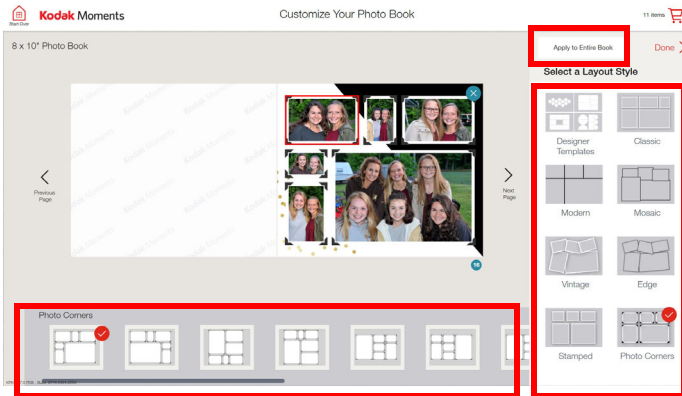 Kodak Moments
Customize Your Photo Book
11 items
Start Over
8 x 10" Photo Book
Apply to Entire Book
Done
Select a Layout Style
Designer
Templates
Classic
Modern
Mosaic
Vintage
Edge
Stamped
Photo Corners
Previous
Page
Next
Page
16
Photo Corners